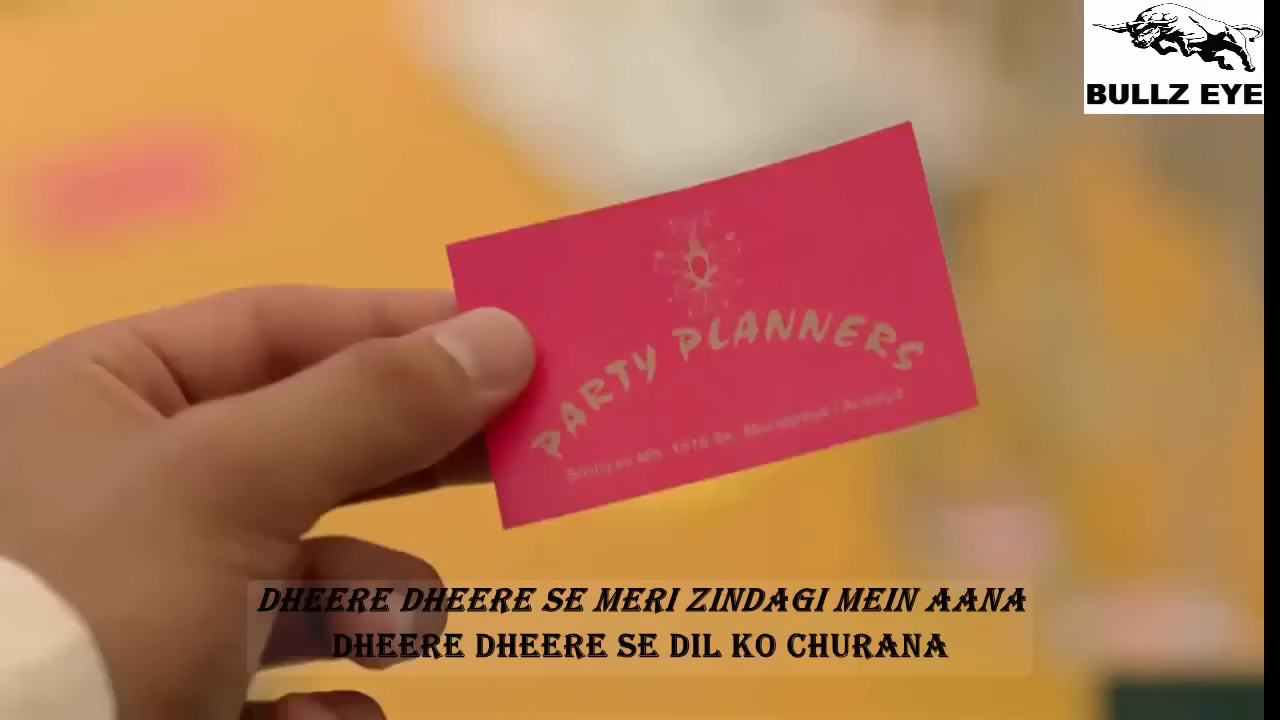 BULLZ EYE
PARTY PLANNERS
DHEERE DHEERE SE MERI ZINDAGI MEIN AANA
DHEERE DHEERE SE DIL KO CHURANA